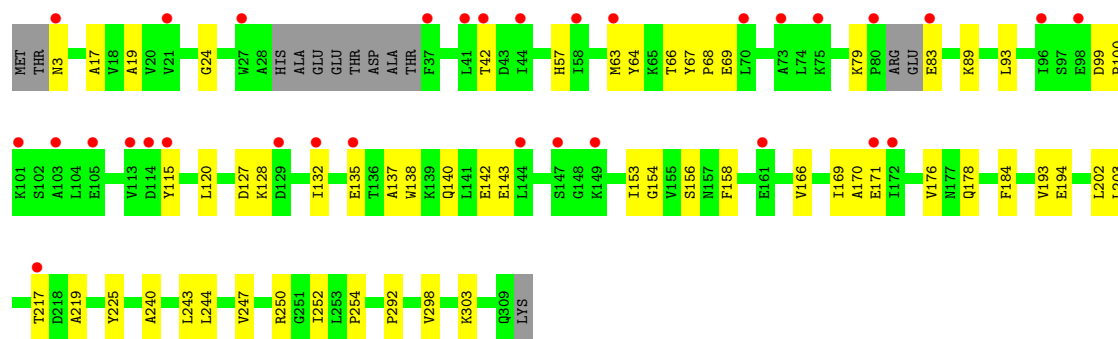 MET THR N3 A17 V18 A19 V20 V21 G24 W27 A28 HIS ALA GLU GLU THR ASP ALA THR F37 L41 T42 D43 I44 H57 I58 M63 Y64 K65 T66 Y67 P68 E69 L70 A73 L74 K75 K79 P80 ARG GLU E83 K89 L93 I96 S97 E98 D99
K101 S102 A103 L104 E105 V113 D114 Y115 L120 D127 K128 D129 I132 E135 T136 A137 W138 K139 Q140 L141 E142 E143 L144 S147 G148 K149 I153 G154 V155 S156 N157 F158 E161 V166 I169 A170 E171 I172 V176 N177 Q178 F184 V193 E194 L202
T217 D218 A219 Y225 A240 L243 L244 V247 R250 G251 I252 L253 P254 P292 V298 K303 Q309 LYS